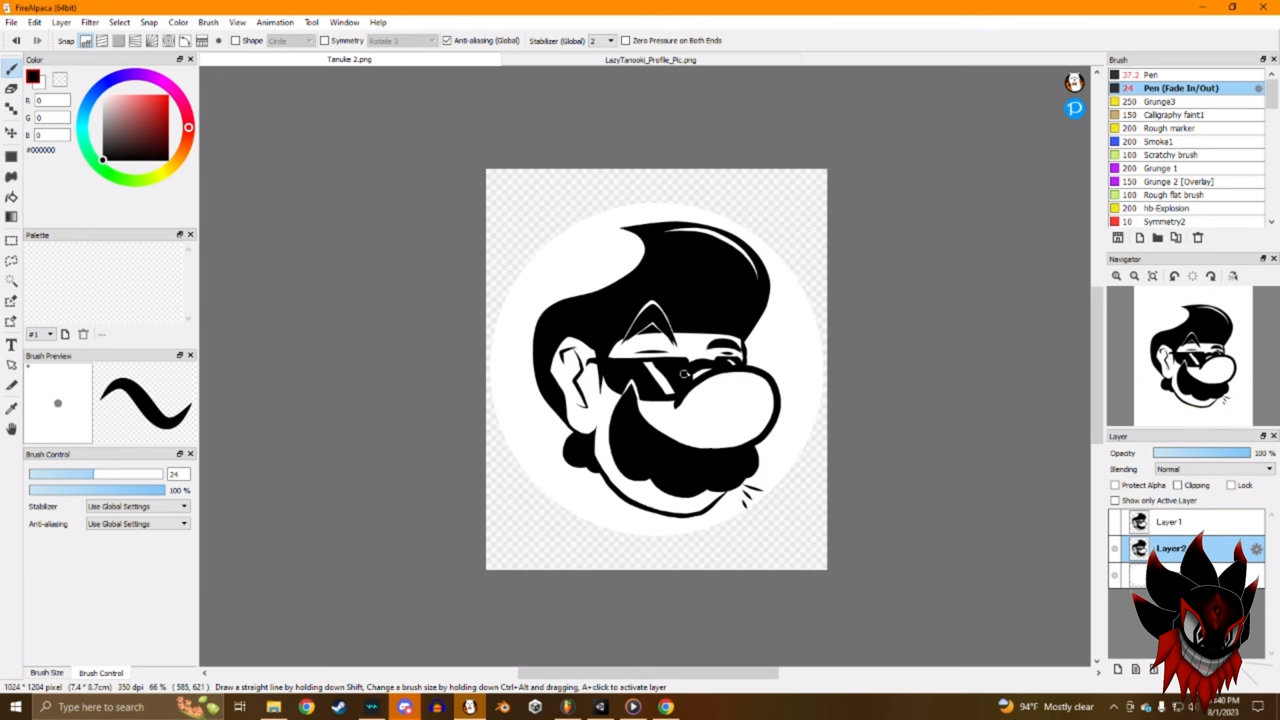 FireAlpaca (64bit)
File Edit Layer Filter Select Snap Color Brush View Animation Tool Window Help
Snap off Shape Circle Symmetry Rotate 3 Anti-aliasing (Global) Stabilizer (Global) 2 Zero Pressure on Both Ends
Color
Tanuke 2.png
LazyTanooki_Profile_Pic.png
Brush
R 0
G 0
B 0
#000000
37.2 Pen
24 Pen (Fade In/Out)
250 Grunge3
150 Calligraphy faint1
200 Rough marker
200 Smoke1
100 Scratchy brush
200 Grunge 1
150 Grunge 2 [Overlay]
100 Rough flat brush
200 hb-Explosion
10 Symmetry2
Palette
#1
Navigator
Brush Preview
Brush Control
24
100 %
Stabilizer Use Global Settings
Anti-aliasing Use Global Settings
Layer
Opacity 100 %
Blending Normal
Protect Alpha Clipping Lock
Show only Active Layer
Layer1
Layer2
Brush Size Brush Control
1024 * 1204 pixel (7.4 * 8.7cm) 350 dpi 66 % ( 585, 621 ) Draw a straight line by holding down Shift, Change a brush size by holding down Ctrl+Alt and dragging, A+click to activate layer
Type here to search
94°F Mostly clear
:40 PM
8/1/2023